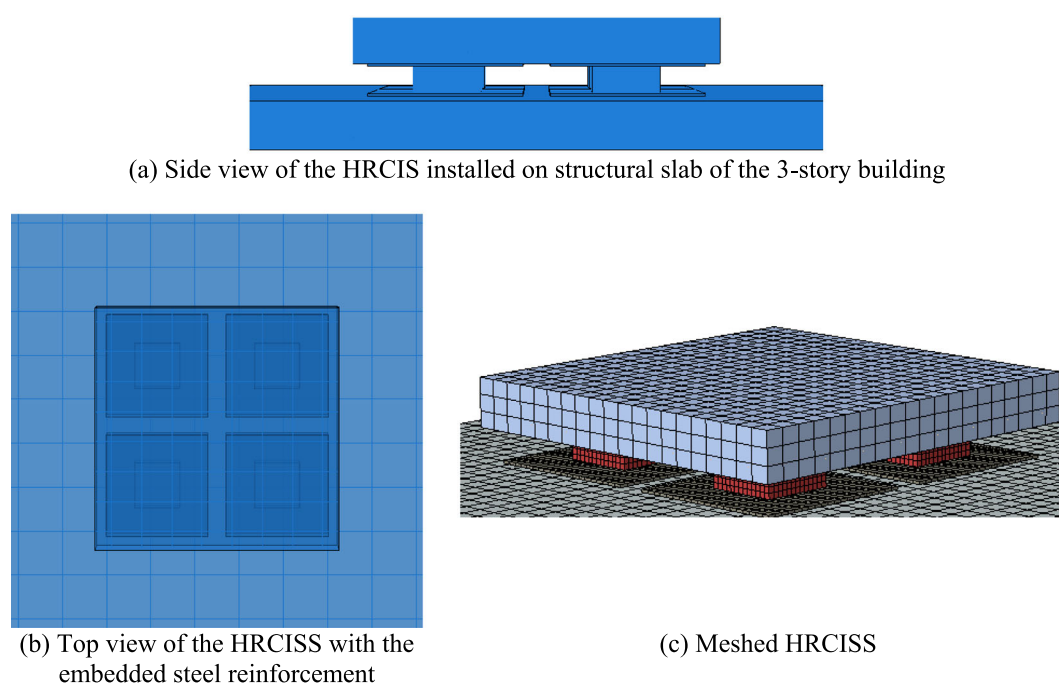 (a) Side view of the HRCIS installed on structural slab of the 3-story building
(b) Top view of the HRCISS with the
embedded steel reinforcement
(c) Meshed HRCISS